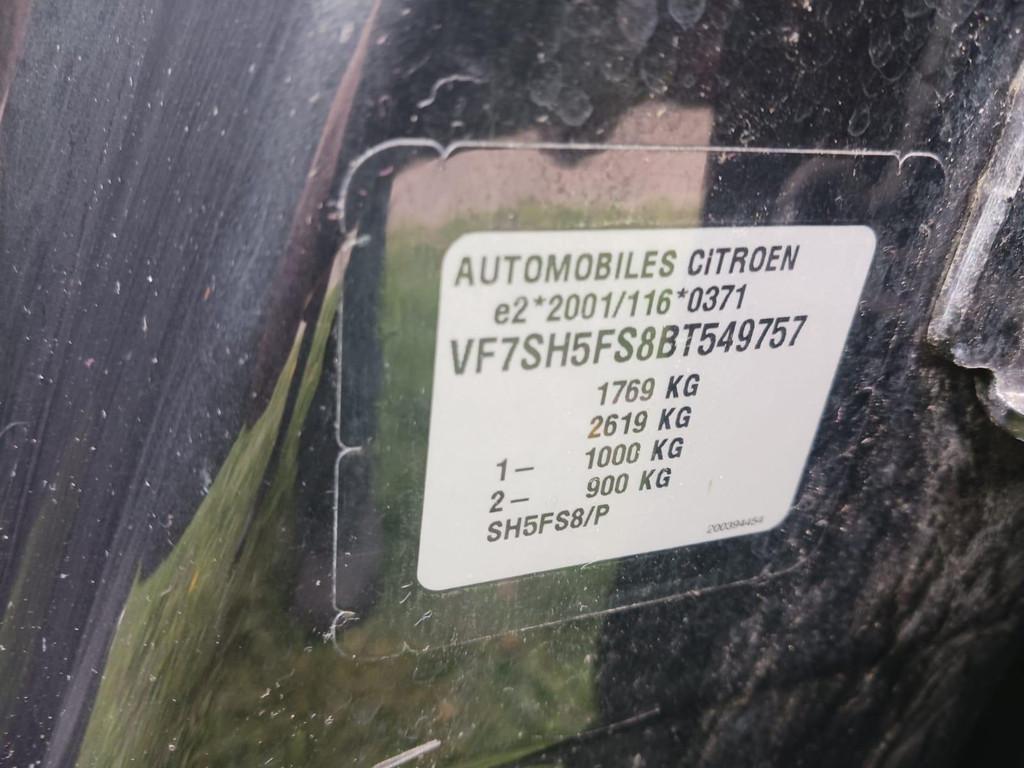 AUTOMOBILES CiTROEN
e2*2001/116*0371
VF7SH5FS8BT549757
1769 KG
2619 KG
1– 1000 KG
2– 900 KG
SH5FS8/P
200394454